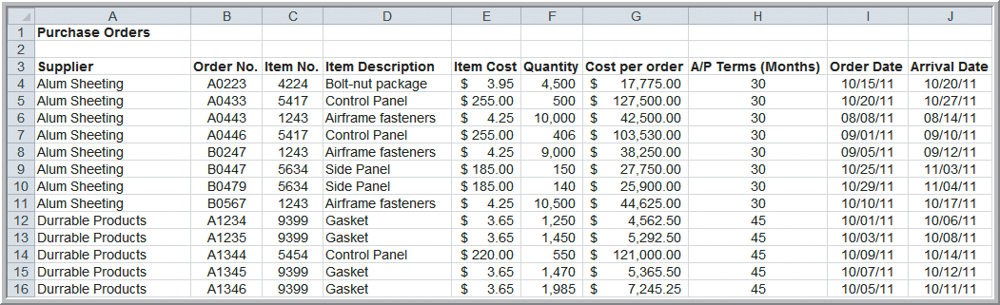 A B C D E F G H I J
1 Purchase Orders
2
3 Supplier Order No. Item No. Item Description Item Cost Quantity Cost per order A/P Terms (Months) Order Date Arrival Date
4 Alum Sheeting A0223 4224 Bolt-nut package $ 3.95 4,500 $ 17,775.00 30 10/15/11 10/20/11
5 Alum Sheeting A0433 5417 Control Panel $ 255.00 500 $ 127,500.00 30 10/20/11 10/27/11
6 Alum Sheeting A0443 1243 Airframe fasteners $ 4.25 10,000 $ 42,500.00 30 08/08/11 08/14/11
7 Alum Sheeting A0446 5417 Control Panel $ 255.00 406 $ 103,530.00 30 09/01/11 09/10/11
8 Alum Sheeting B0247 1243 Airframe fasteners $ 4.25 9,000 $ 38,250.00 30 09/05/11 09/12/11
9 Alum Sheeting B0447 5634 Side Panel $ 185.00 150 $ 27,750.00 30 10/25/11 11/03/11
10 Alum Sheeting B0479 5634 Side Panel $ 185.00 140 $ 25,900.00 30 10/29/11 11/04/11
11 Alum Sheeting B0567 1243 Airframe fasteners $ 4.25 10,500 $ 44,625.00 30 10/10/11 10/17/11
12 Durrable Products A1234 9399 Gasket $ 3.65 1,250 $ 4,562.50 45 10/01/11 10/06/11
13 Durrable Products A1235 9399 Gasket $ 3.65 1,450 $ 5,292.50 45 10/03/11 10/08/11
14 Durrable Products A1344 5454 Control Panel $ 220.00 550 $ 121,000.00 45 10/09/11 10/14/11
15 Durrable Products A1345 9399 Gasket $ 3.65 1,470 $ 5,365.50 45 10/07/11 10/12/11
16 Durrable Products A1346 9399 Gasket $ 3.65 1,985 $ 7,245.25 45 10/05/11 10/11/11